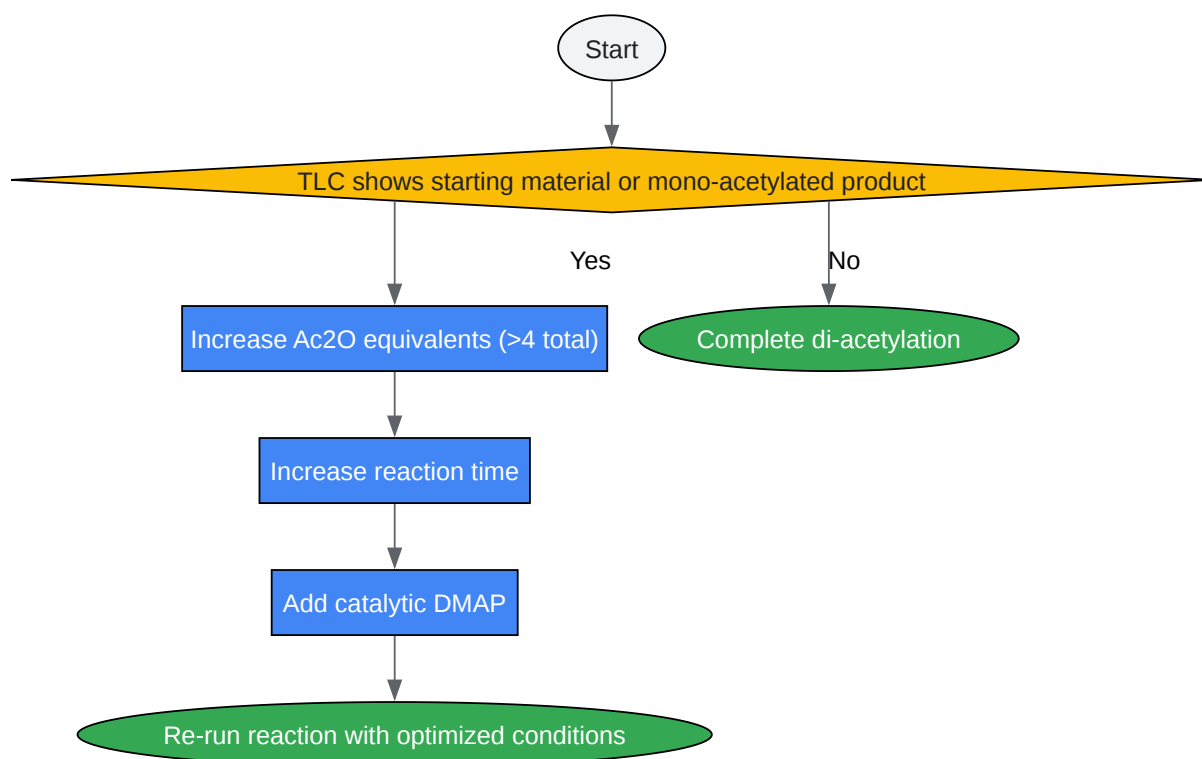 Start
TLC shows starting material or mono-acetylated product
Yes
No
Increase Ac2O equivalents (>4 total)
Complete di-acetylation
Increase reaction time
Add catalytic DMAP
Re-run reaction with optimized conditions